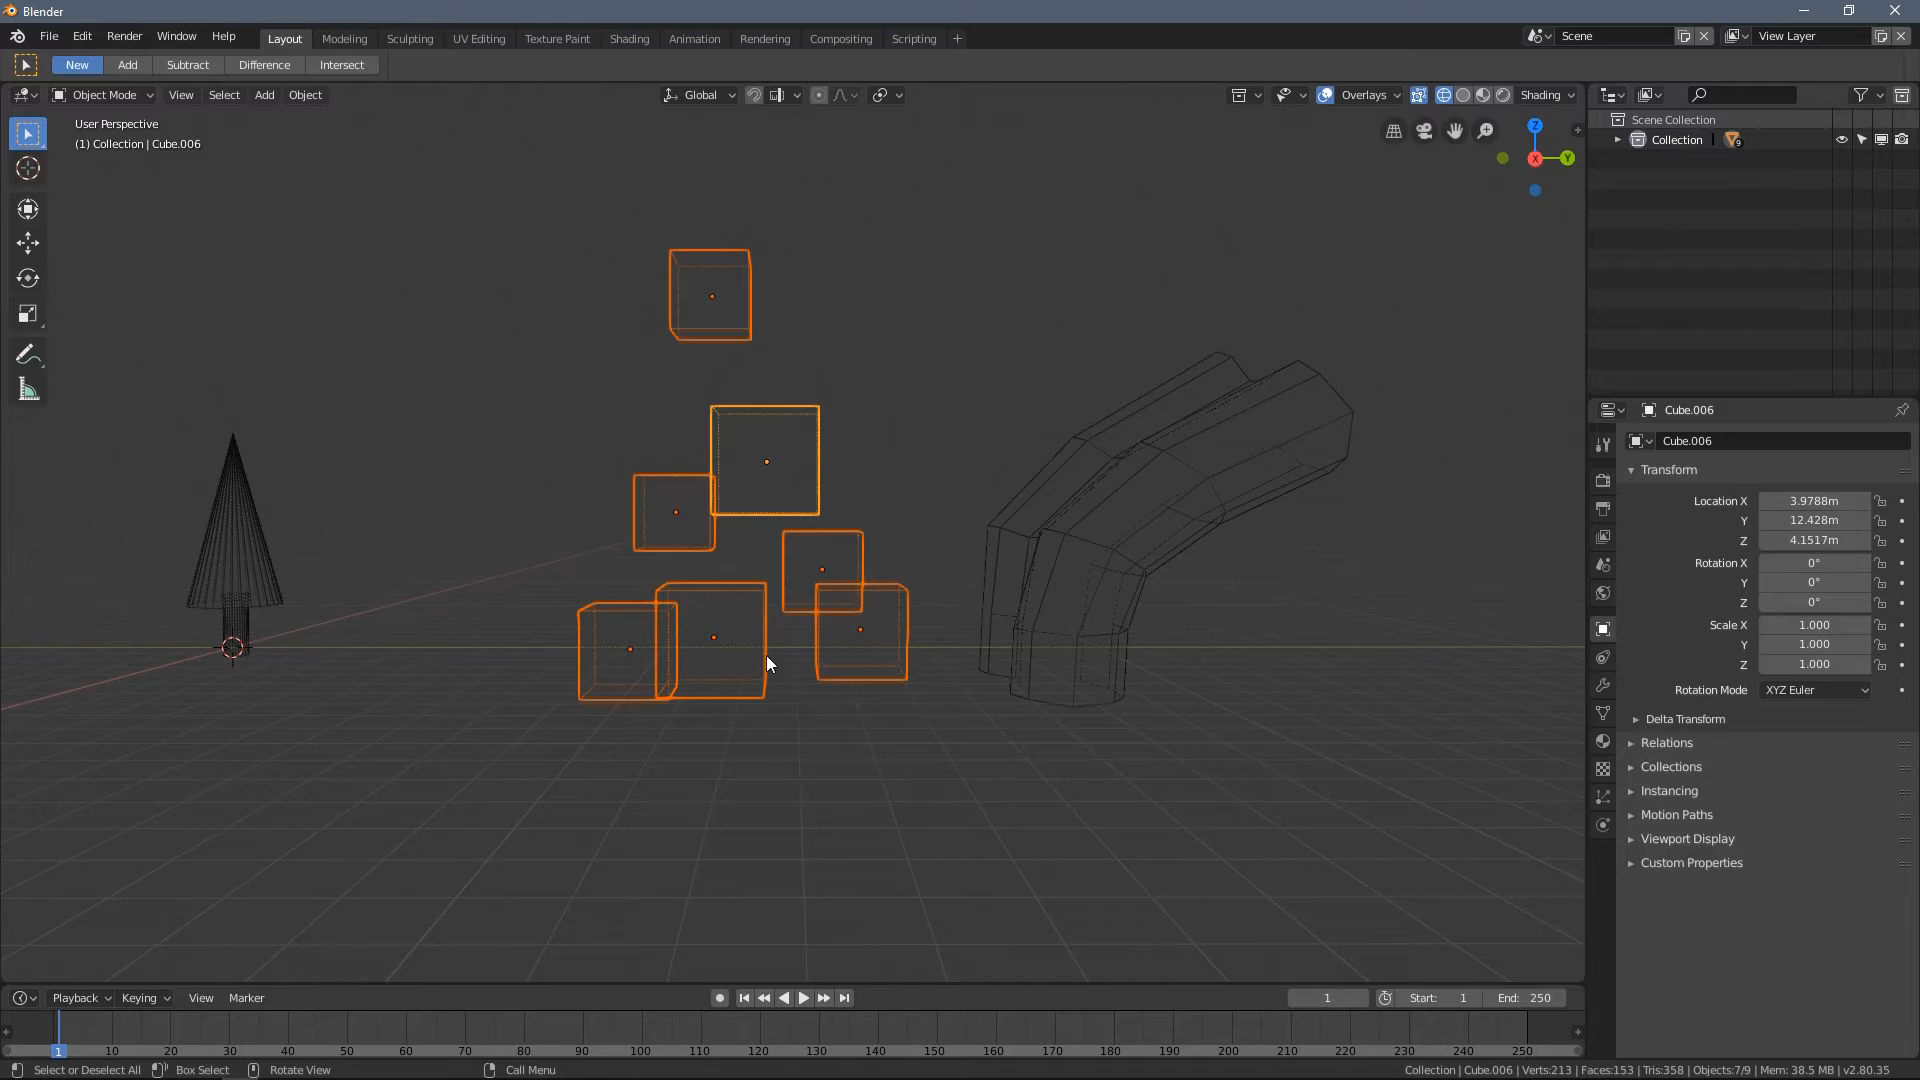 Blender
File Edit Render Window Help
Layout Modeling Sculpting UV Editing Texture Paint Shading Animation Rendering Compositing Scripting +
Scene
View Layer
New Add Subtract Difference Intersect
Object Mode View Select Add Object
Global
Overlays
Shading
User Perspective
(1) Collection | Cube.006
Z
X
Y
Scene Collection
Collection
9
Cube.006
Cube.006
Transform
Location X 3.9788m
Y 12.428m
Z 4.1517m
Rotation X 0°
Y 0°
Z 0°
Scale X 1.000
Y 1.000
Z 1.000
Rotation Mode XYZ Euler
Delta Transform
Relations
Collections
Instancing
Motion Paths
Viewport Display
Custom Properties
Playback Keying View Marker
1
Start: 1
End: 250
1 10 20 30 40 50 60 70 80 90 100 110 120 130 140 150 160 170 180 190 200 210 220 230 240 250
Select or Deselect All Box Select Rotate View Call Menu
Collection | Cube.006 | Verts:213 | Faces:153 | Tris:358 | Objects:7/9 | Mem: 38.5 MB | v2.80.35